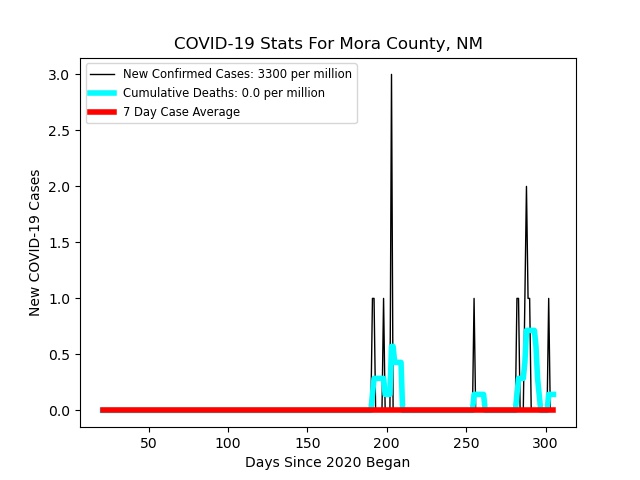 COVID-19 Stats For Mora County, NM
New Confirmed Cases: 3300 per million
Cumulative Deaths: 0.0 per million
7 Day Case Average
New COVID-19 Cases
3.0
2.5
2.0
1.5
1.0
0.5
0.0
50 100 150 200 250 300
Days Since 2020 Began